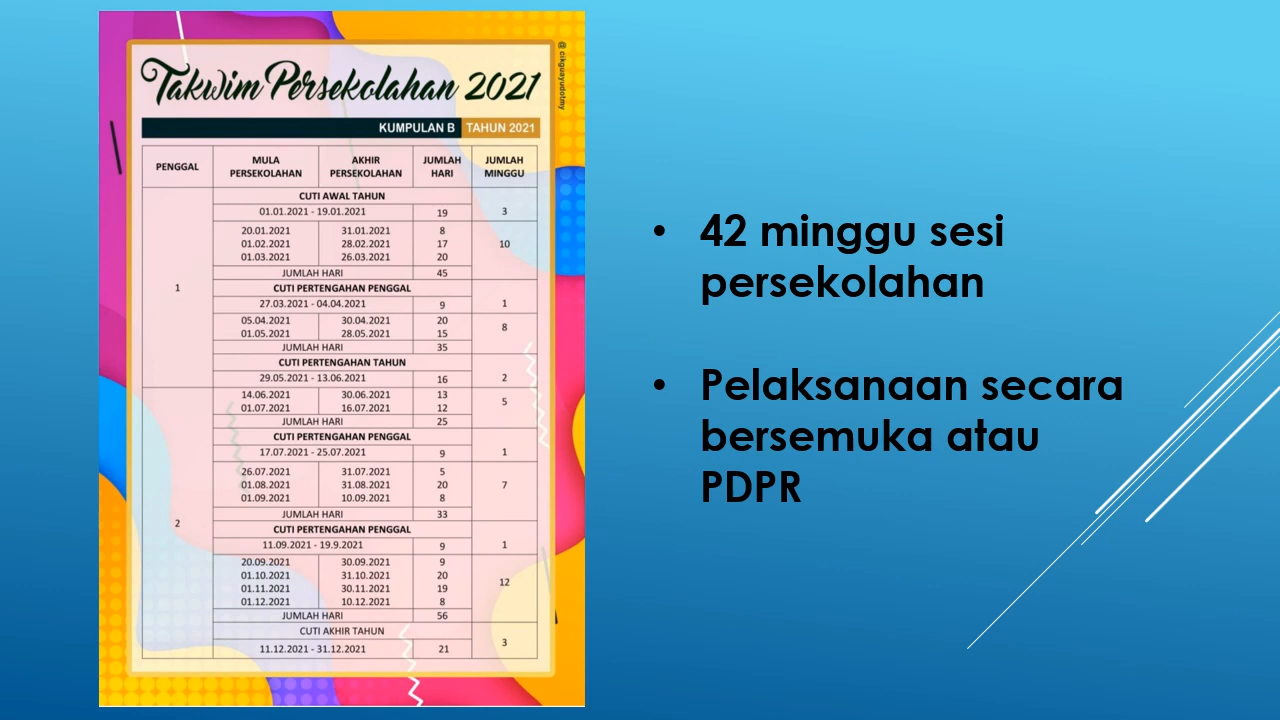 Takwim Persekolahan 2021
@ cikguayudotmy
KUMPULAN B TAHUN 2021
PENGGAL MULA PERSEKOLAHAN AKHIR PERSEKOLAHAN JUMLAH HARI JUMLAH MINGGU
CUTI AWAL TAHUN
01.01.2021 - 19.01.2021 19 3
20.01.2021 31.01.2021 8
01.02.2021 28.02.2021 17 10
01.03.2021 26.03.2021 20
JUMLAH HARI 45
1 CUTI PERTENGAHAN PENGGAL
27.03.2021 - 04.04.2021 9 1
05.04.2021 30.04.2021 20 8
01.05.2021 28.05.2021 15
JUMLAH HARI 35
CUTI PERTENGAHAN TAHUN
29.05.2021 - 13.06.2021 16 2
14.06.2021 30.06.2021 13 5
01.07.2021 16.07.2021 12
JUMLAH HARI 25
CUTI PERTENGAHAN PENGGAL
17.07.2021 - 25.07.2021 9 1
26.07.2021 31.07.2021 5
01.08.2021 31.08.2021 20 7
01.09.2021 10.09.2021 8
JUMLAH HARI 33
2 CUTI PERTENGAHAN PENGGAL
11.09.2021 - 19.9.2021 9 1
20.09.2021 30.09.2021 9
01.10.2021 31.10.2021 20 12
01.11.2021 30.11.2021 19
01.12.2021 10.12.2021 8
JUMLAH HARI 56
CUTI AKHIR TAHUN
11.12.2021 - 31.12.2021 21 3
• 42 minggu sesi
persekolahan
• Pelaksanaan secara
bersemuka atau
PDPR